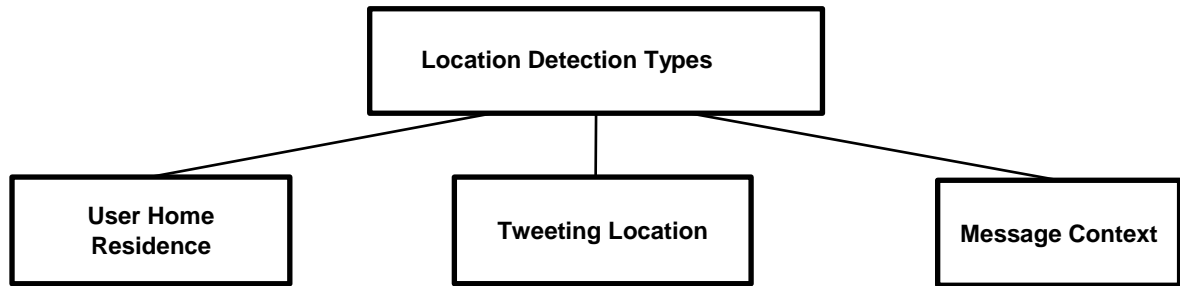 Location Detection Types
User Home
Residence
Tweeting Location
Message Context